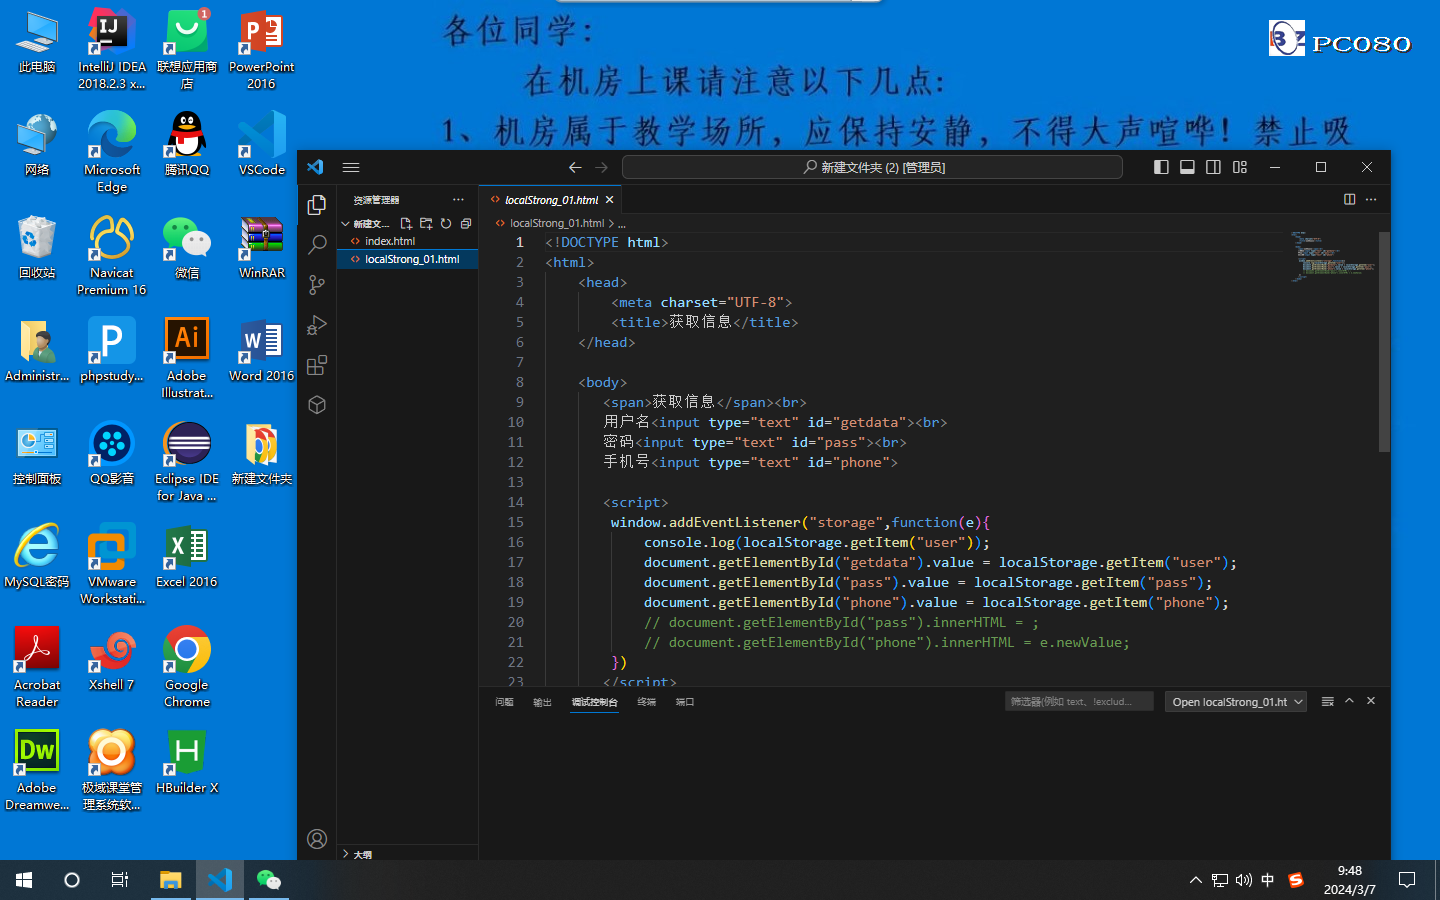 各位同学：
在机房上课请注意以下几点:
1、机房属于教学场所，应保持安静，不得大声喧哗！禁止吸
PC080
此电脑
IntelliJ IDEA
2018.2.3 x...
联想应用商
店
1
PowerPoint
2016
网络
Microsoft
Edge
腾讯QQ
VSCode
回收站
Navicat
Premium 16
微信
WinRAR
Administr...
phpstudy...
Adobe
Illustrat...
Word 2016
控制面板
QQ影音
Eclipse IDE
for Java ...
新建文件夹
MySQL密码
VMware
Workstati...
Excel 2016
Acrobat
Reader
Xshell 7
Google
Chrome
Adobe
Dreamwe...
极域课堂管
理系统软...
HBuilder X
新建文件夹 (2) [管理员]
资源管理器
新建文...
index.html
localStrong_01.html
大纲
localStrong_01.html
localStrong_01.html > ...
1 <!DOCTYPE html>
2 <html>
3 <head>
4 <meta charset="UTF-8">
5 <title>获取信息</title>
6 </head>
7
8 <body>
9 <span>获取信息</span><br>
10 用户名<input type="text" id="getdata"><br>
11 密码<input type="text" id="pass"><br>
12 手机号<input type="text" id="phone">
13
14 <script>
15 window.addEventListener("storage",function(e){
16 console.log(localStorage.getItem("user"));
17 document.getElementById("getdata").value = localStorage.getItem("user");
18 document.getElementById("pass").value = localStorage.getItem("pass");
19 document.getElementById("phone").value = localStorage.getItem("phone");
20 // document.getElementById("pass").innerHTML = ;
21 // document.getElementById("phone").innerHTML = e.newValue;
22 })
23 </script>
问题 输出 调试控制台 终端 端口
筛选器(例如 text、!exclud...
Open localStrong_01.ht
中
9:48
2024/3/7